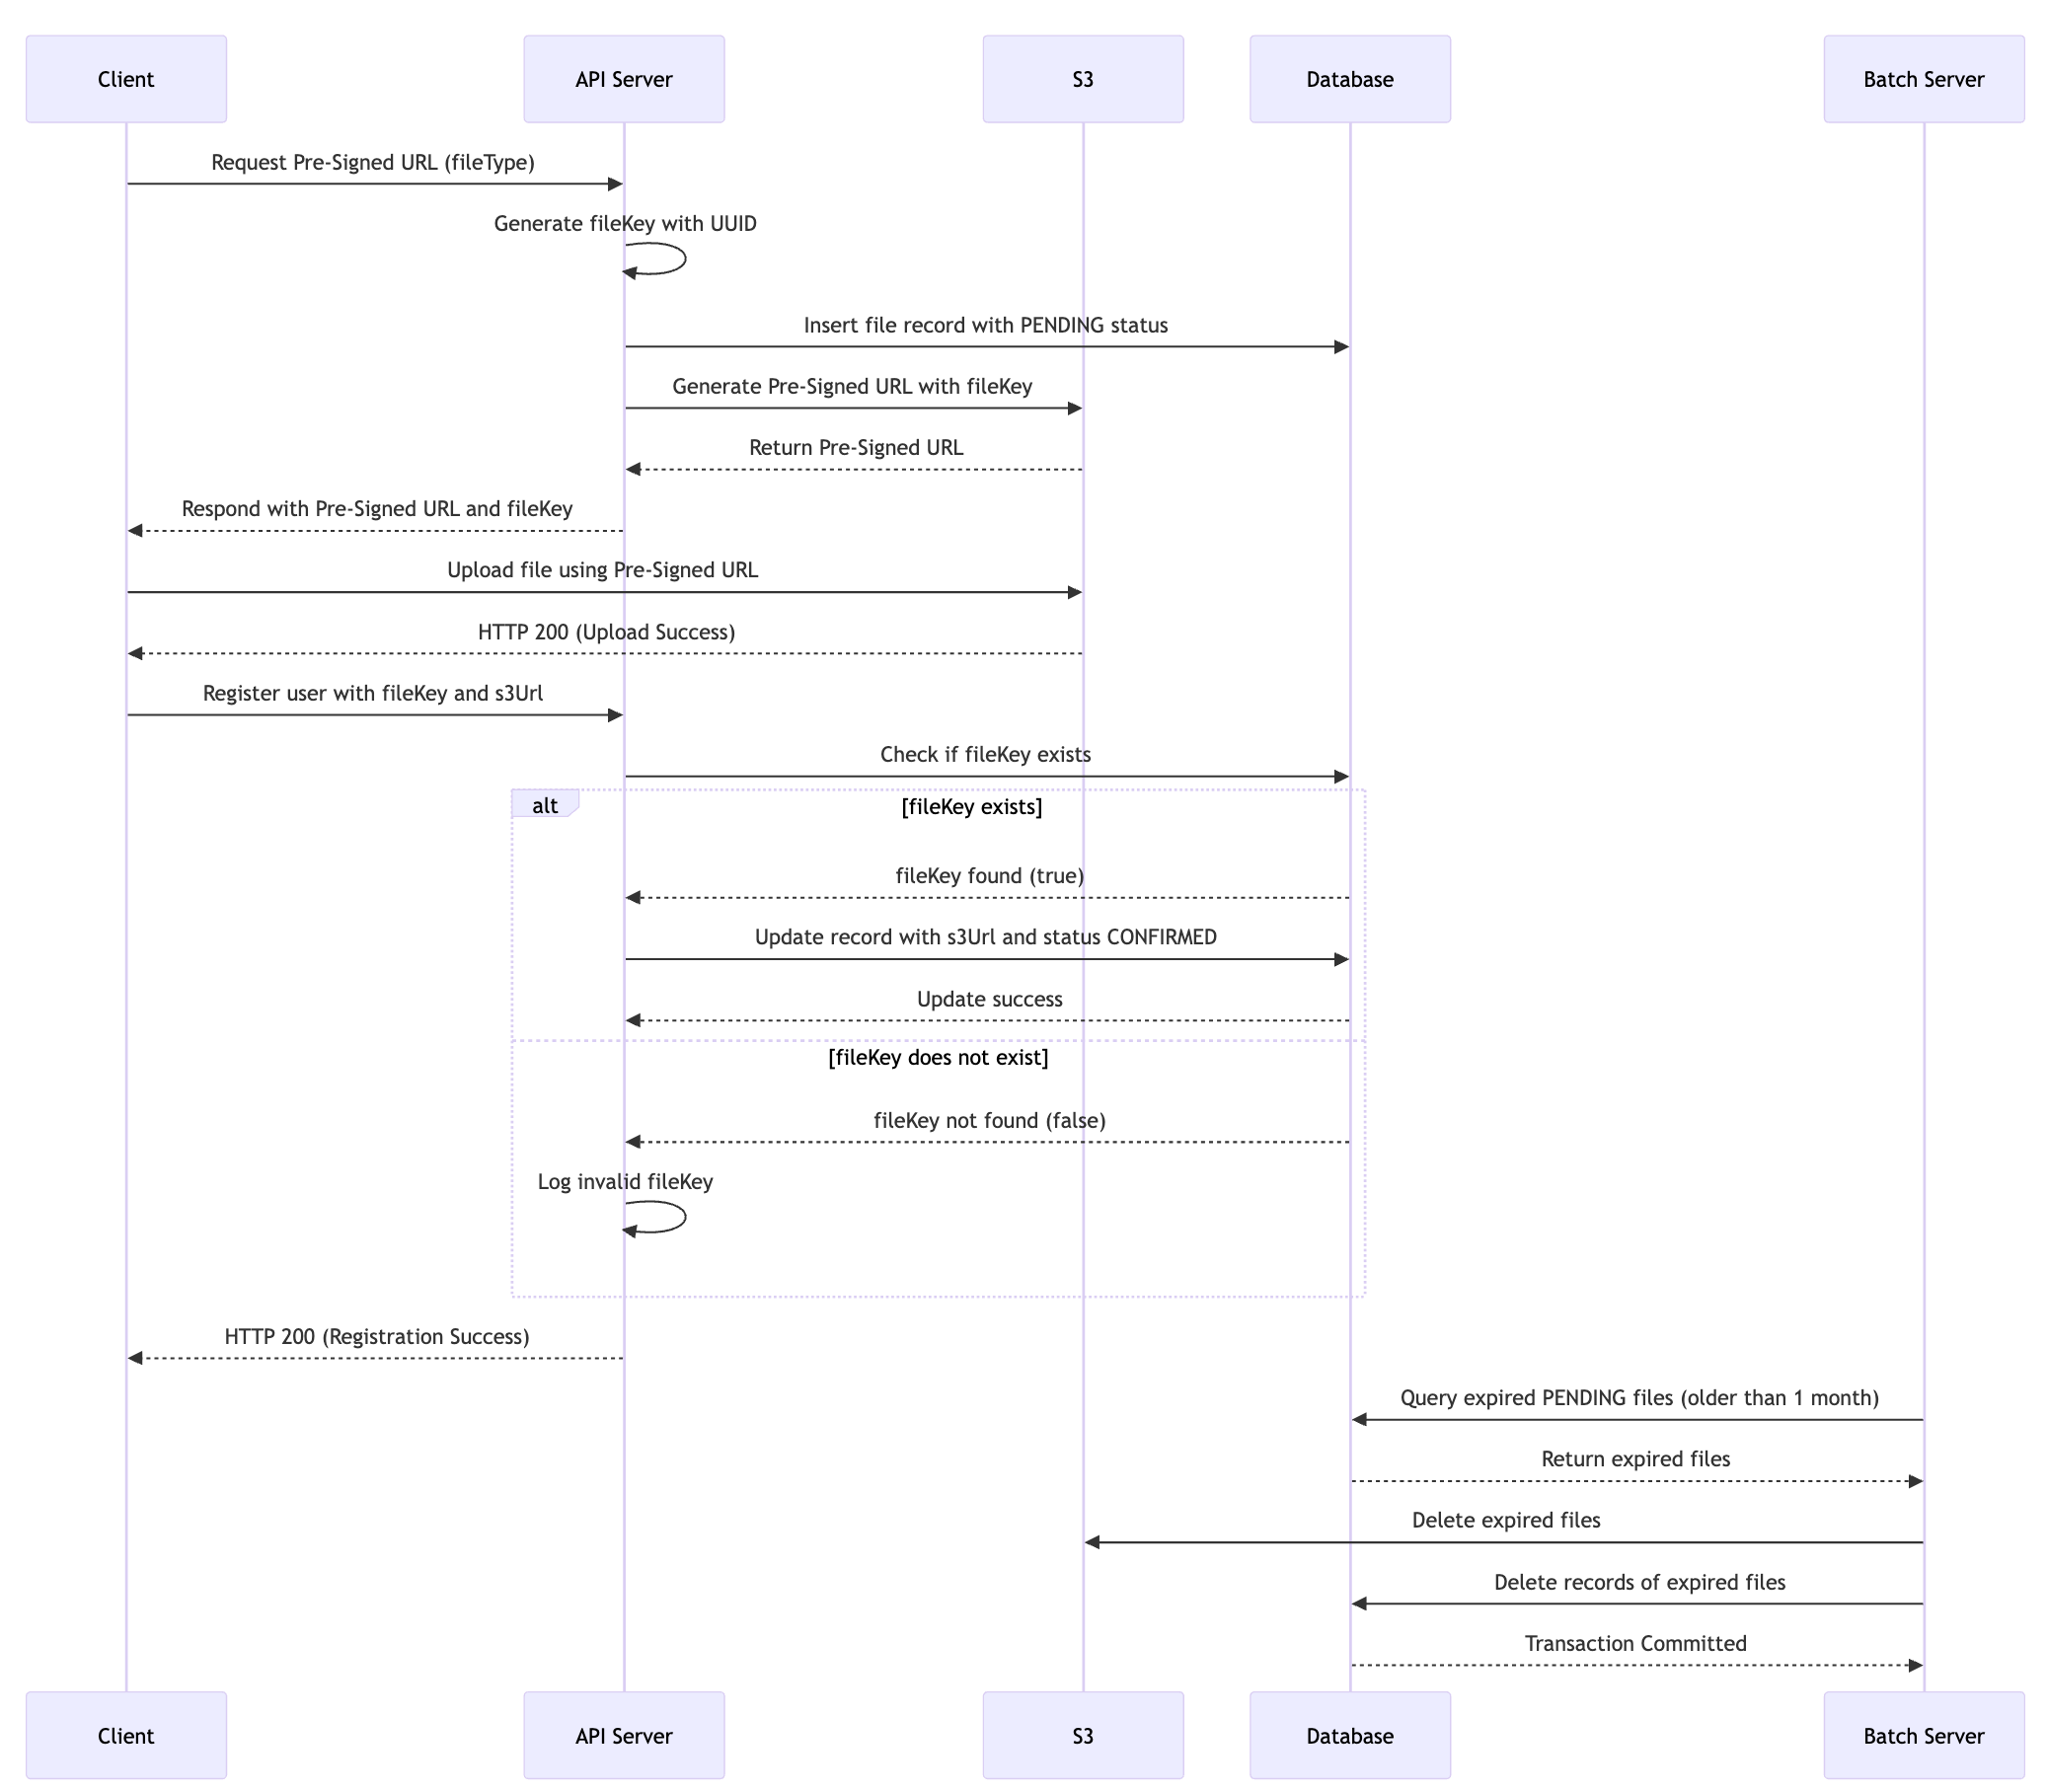 Client
API Server
S3
Database
Batch Server
Request Pre-Signed URL (fileType)
Generate fileKey with UUID
Insert file record with PENDING status
Generate Pre-Signed URL with fileKey
Return Pre-Signed URL
Respond with Pre-Signed URL and fileKey
Upload file using Pre-Signed URL
HTTP 200 (Upload Success)
Register user with fileKey and s3Url
Check if fileKey exists
alt
[fileKey exists]
fileKey found (true)
Update record with s3Url and status CONFIRMED
Update success
[fileKey does not exist]
fileKey not found (false)
Log invalid fileKey
HTTP 200 (Registration Success)
Query expired PENDING files (older than 1 month)
Return expired files
Delete expired files
Delete records of expired files
Transaction Committed
Client
API Server
S3
Database
Batch Server